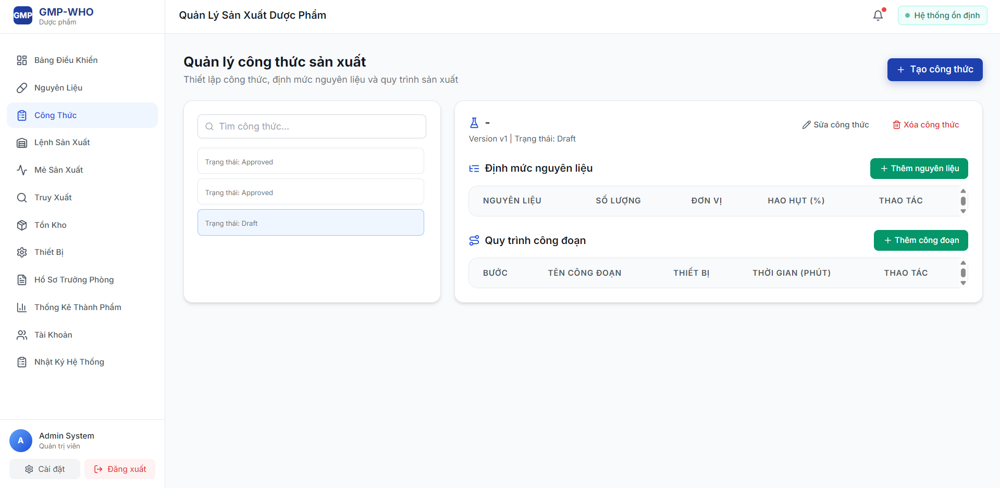 GMP
GMP-WHO
Dược phẩm
Quản Lý Sản Xuất Dược Phẩm
Hệ thống ổn định
Bảng Điều Khiển
Nguyên Liệu
Công Thức
Lệnh Sản Xuất
Mẻ Sản Xuất
Truy Xuất
Tồn Kho
Thiết Bị
Hồ Sơ Trưởng Phòng
Thống Kê Thành Phẩm
Tài Khoản
Nhật Ký Hệ Thống
A
Admin System
Quản trị viên
Cài đặt
Đăng xuất
Quản lý công thức sản xuất
Thiết lập công thức, định mức nguyên liệu và quy trình sản xuất
+ Tạo công thức
Tìm công thức...
Trạng thái: Approved
Trạng thái: Approved
Trạng thái: Draft
-
Version v1 | Trạng thái: Draft
Sửa công thức
Xóa công thức
Định mức nguyên liệu
+ Thêm nguyên liệu
NGUYÊN LIỆU SỐ LƯỢNG ĐƠN VỊ HAO HỤT (%) THAO TÁC
Quy trình công đoạn
+ Thêm công đoạn
BƯỚC TÊN CÔNG ĐOẠN THIẾT BỊ THỜI GIAN (PHÚT) THAO TÁC